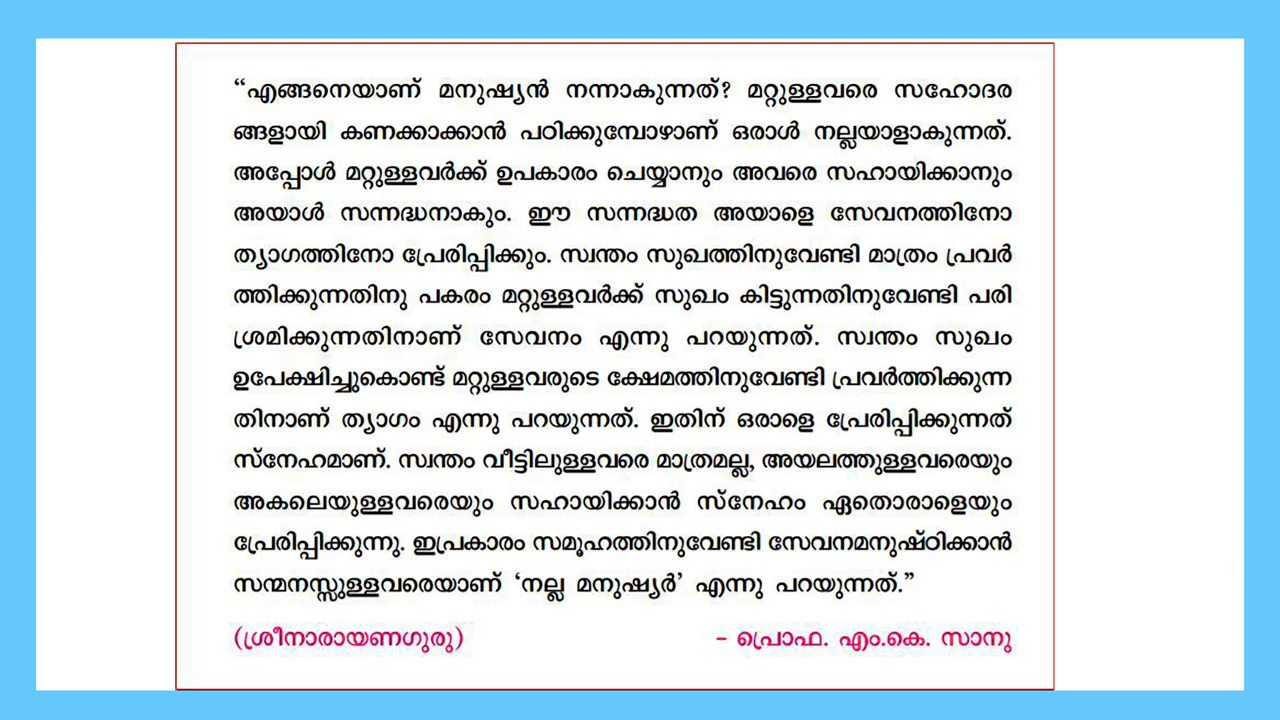 “എങ്ങനെയാണ് മനുഷ്യൻ നന്നാകുന്നത്? മറ്റുള്ളവരെ സഹോദര
ങ്ങളായി കണക്കാക്കാൻ പഠിക്കുമ്പോഴാണ് ഒരാൾ നല്ലയാളാകുന്നത്.
അപ്പോൾ മറ്റുള്ളവർക്ക് ഉപകാരം ചെയ്യാനും അവരെ സഹായിക്കാനും
അയാൾ സന്നദ്ധനാകും. ഈ സന്നദ്ധത അയാളെ സേവനത്തിനോ
ത്യാഗത്തിനോ പ്രേരിപ്പിക്കും. സ്വന്തം സുഖത്തിനുവേണ്ടി മാത്രം പ്രവർ
ത്തിക്കുന്നതിനു പകരം മറ്റുള്ളവർക്ക് സുഖം കിട്ടുന്നതിനുവേണ്ടി പരി
ശ്രമിക്കുന്നതിനാണ് സേവനം എന്നു പറയുന്നത്. സ്വന്തം സുഖം
ഉപേക്ഷിച്ചുകൊണ്ട് മറ്റുള്ളവരുടെ ക്ഷേമത്തിനുവേണ്ടി പ്രവർത്തിക്കുന്ന
തിനാണ് ത്യാഗം എന്നു പറയുന്നത്. ഇതിന് ഒരാളെ പ്രേരിപ്പിക്കുന്നത്
സ്നേഹമാണ്. സ്വന്തം വീട്ടിലുള്ളവരെ മാത്രമല്ല, അയലത്തുള്ളവരെയും
അകലെയുള്ളവരെയും സഹായിക്കാൻ സ്നേഹം ഏതൊരാളെയും
പ്രേരിപ്പിക്കുന്നു. ഇപ്രകാരം സമൂഹത്തിനുവേണ്ടി സേവനമനുഷ്ഠിക്കാൻ
സന്മനസ്സുള്ളവരെയാണ് ‘നല്ല മനുഷ്യർ’ എന്നു പറയുന്നത്.”
(ശ്രീനാരായണഗുരു) – പ്രൊഫ. എം.കെ. സാനു